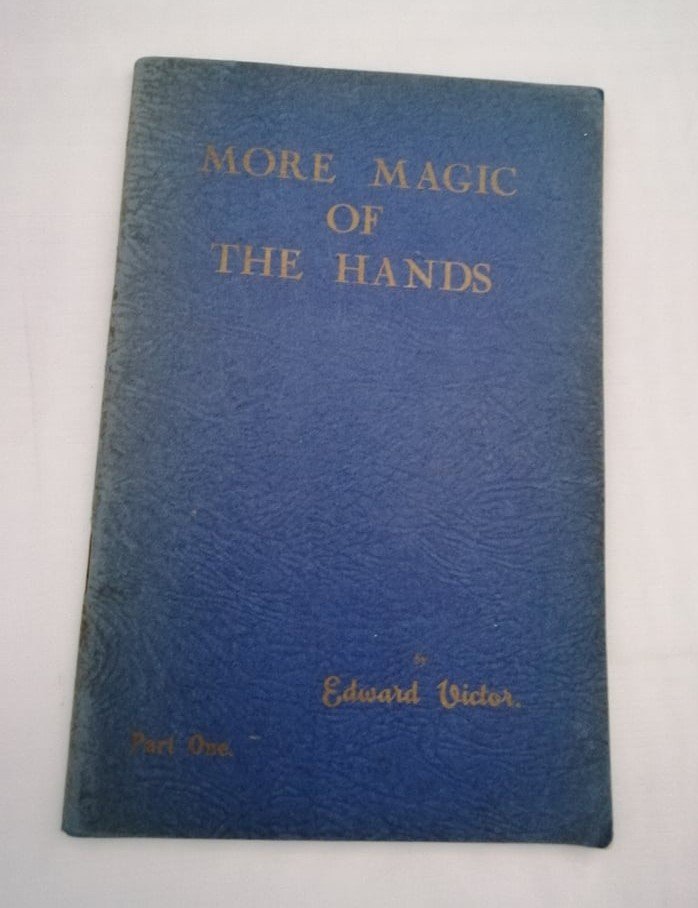 MORE MAGIC
OF
THE HANDS
by
Edward Victor.
Part One.